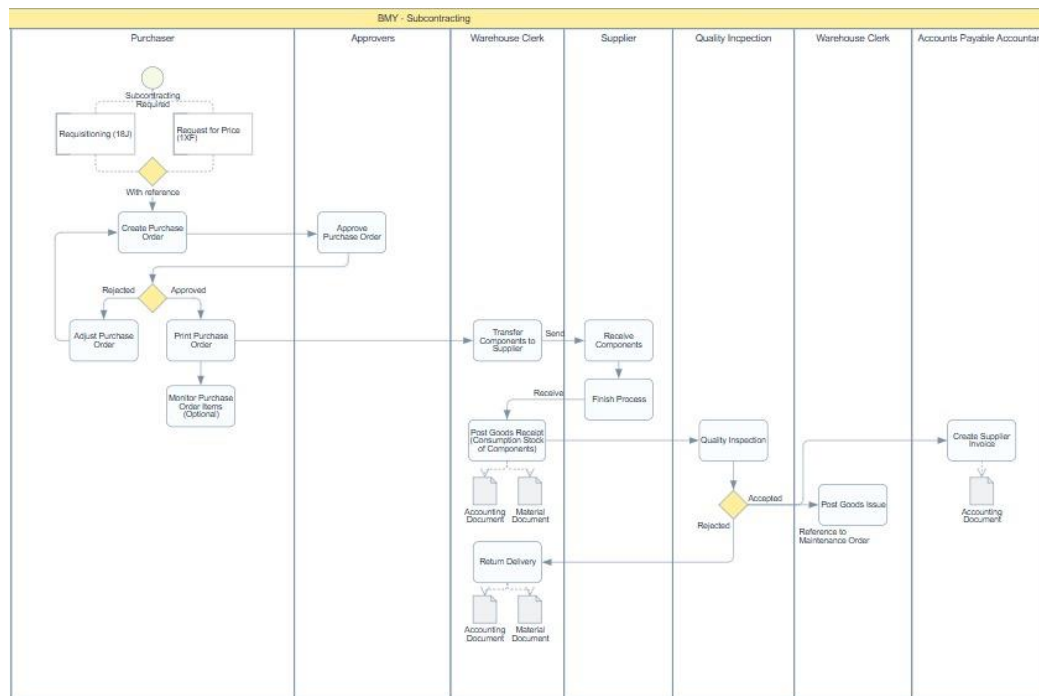 BMY - Subcontracting
Purchaser
Approvers
Warehouse Clerk
Supplier
Quality Incpection
Warehouse Clerk
Accounts Payable Accountan
Subcontracting
Required
Requisitioning (18J)
Request for Price
(1XF)
With reference
Create Purchase
Order
Approve
Purchase Order
Rejected
Approved
Adjust Purchase
Order
Print Purchase
Order
Transfer
Components to
Supplier
Send
Receive
Components
Monitor Purchase
Order Items
(Optional)
Receive
Finish Process
Post Goods Receipt
(Consumption Stock
of Components)
Quality Inspection
Create Supplier
Invoice
Accounting
Document
Material
Document
Rejected
Accepted
Post Goods Issue
Reference to
Maintenance Order
Accounting
Document
Return Delivery
Accounting
Document
Material
Document